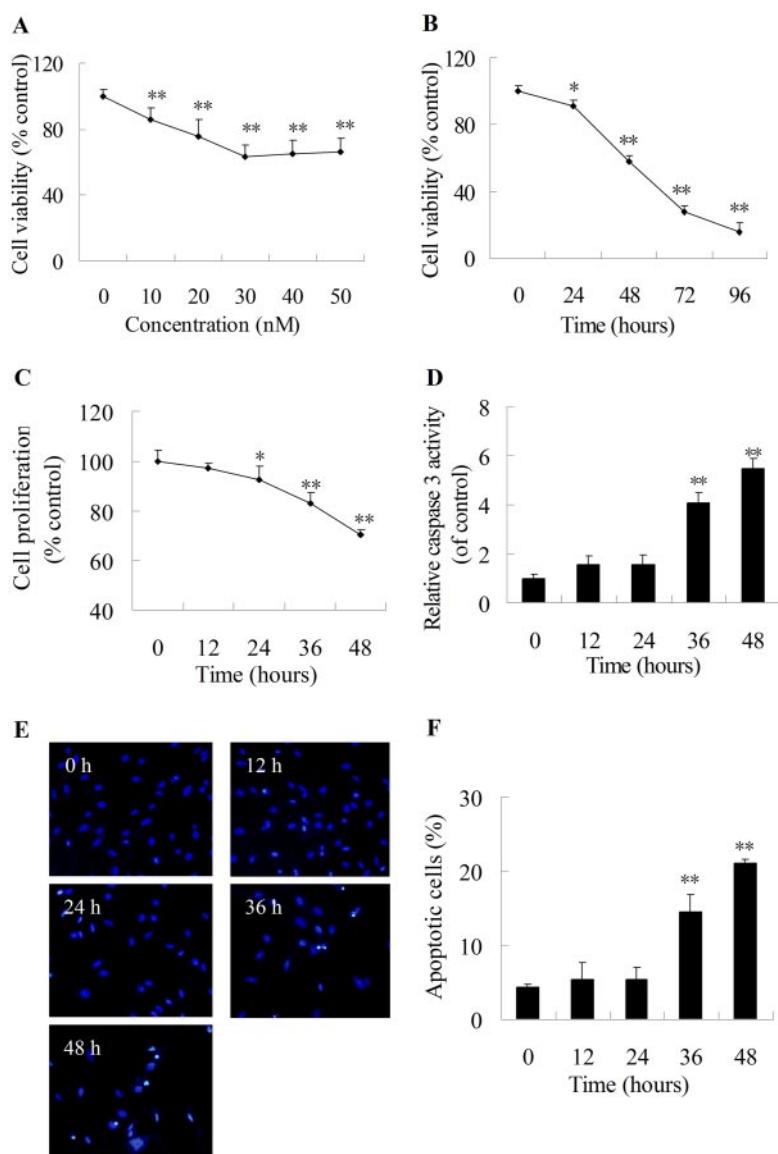 A
Cell viability (% control)
120
80
40
0
** ** ** ** **
0 10 20 30 40 50
Concentration (nM)
B
Cell viability (% control)
120
80
40
0
* ** ** **
0 24 48 72 96
Time (hours)
C
Cell proliferation
(% control)
120
100
80
60
40
* ** **
0 12 24 36 48
Time (hours)
D
Relative caspase 3 activity
(of control)
8
6
4
2
0
** **
0 12 24 36 48
Time (hours)
E
0 h
12 h
24 h
36 h
48 h
F
Apoptotic cells (%)
30
20
10
0
** **
0 12 24 36 48
Time (hours)